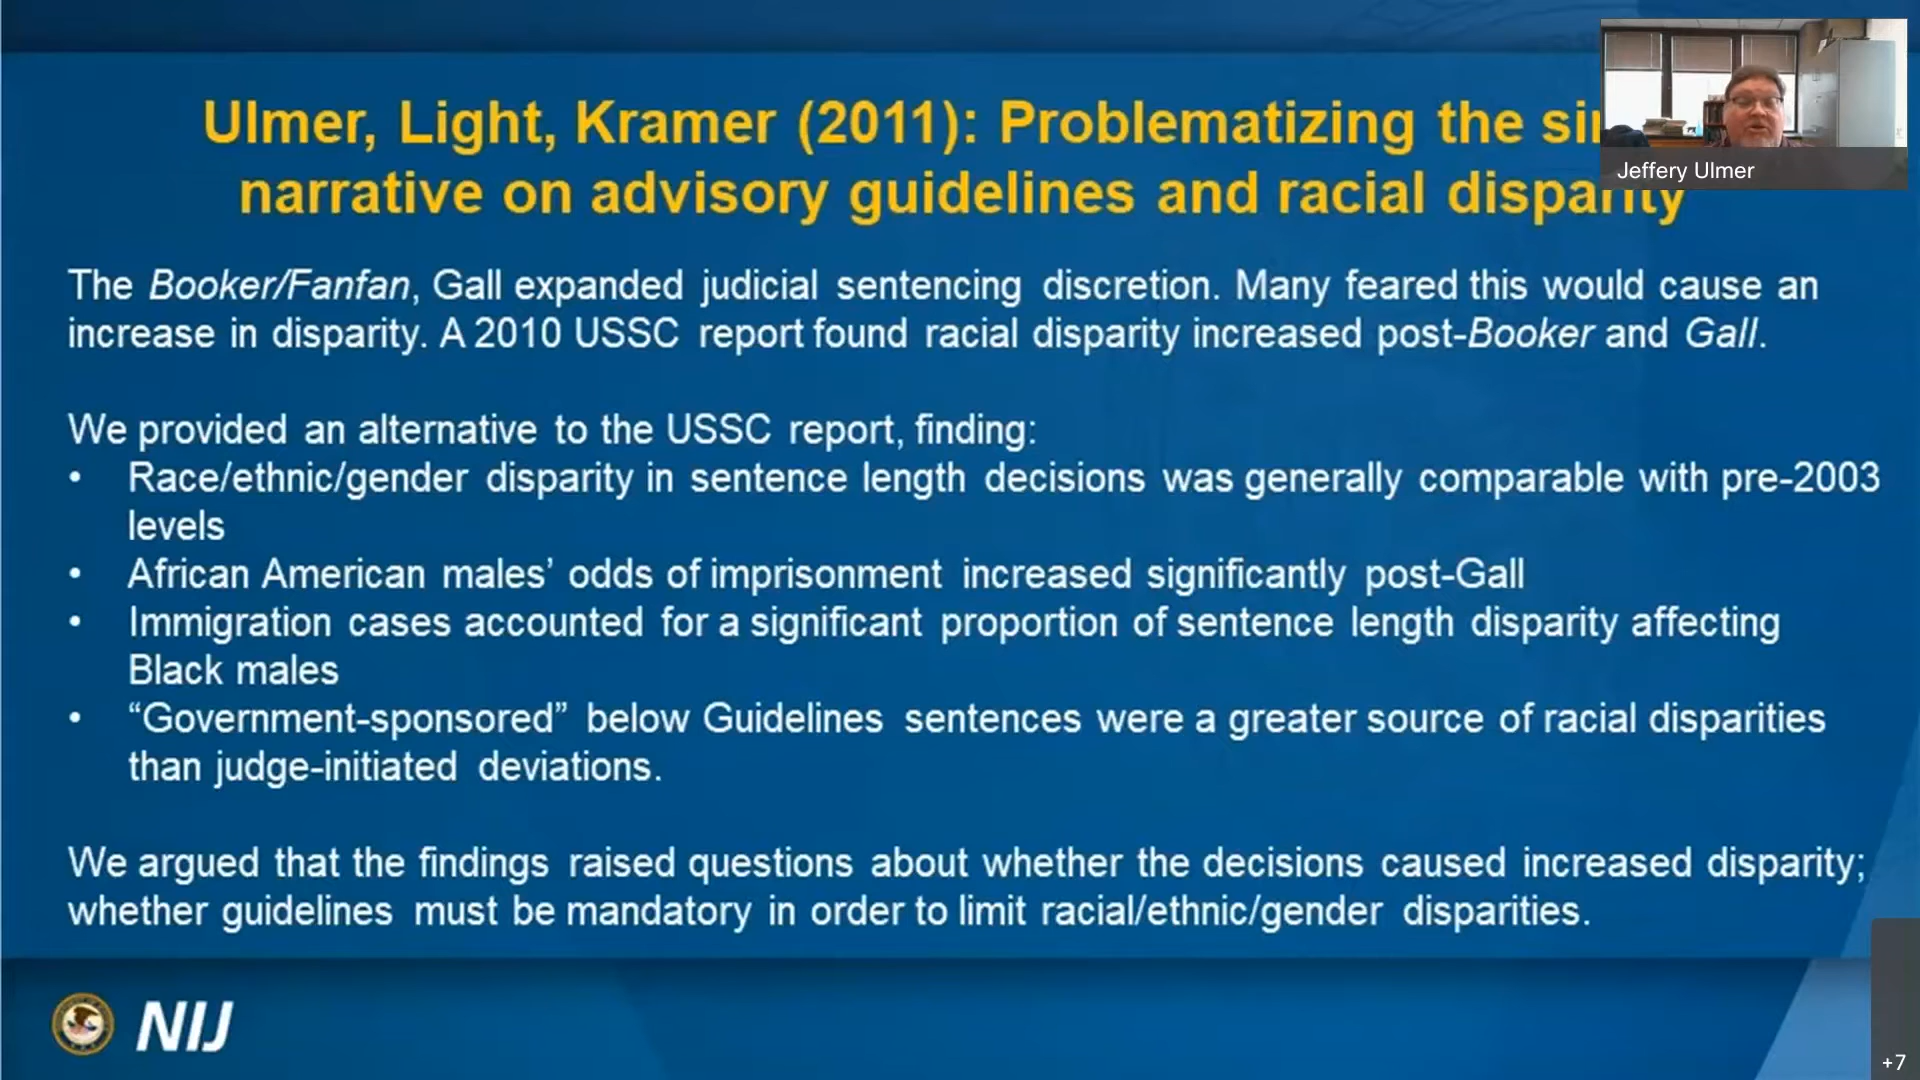 Ulmer, Light, Kramer (2011): Problematizing the
Jeffery Ulmer
narrative on advisory guidelines and racial disparity
The Booker/Fanfan, Gall expanded judicial sentencing discretion. Many feared this would cause an
increase in disparity. A 2010 USSC report found racial disparity increased post-Booker and Gall.
We provided an alternative to the USSC report, finding:
• Race/ethnic/gender disparity in sentence length decisions was generally comparable with pre-2003
levels
• African American males’ odds of imprisonment increased significantly post-Gall
• Immigration cases accounted for a significant proportion of sentence length disparity affecting
Black males
• “Government-sponsored” below Guidelines sentences were a greater source of racial disparities
than judge-initiated deviations.
We argued that the findings raised questions about whether the decisions caused increased disparity;
whether guidelines must be mandatory in order to limit racial/ethnic/gender disparities.
NIJ
+7